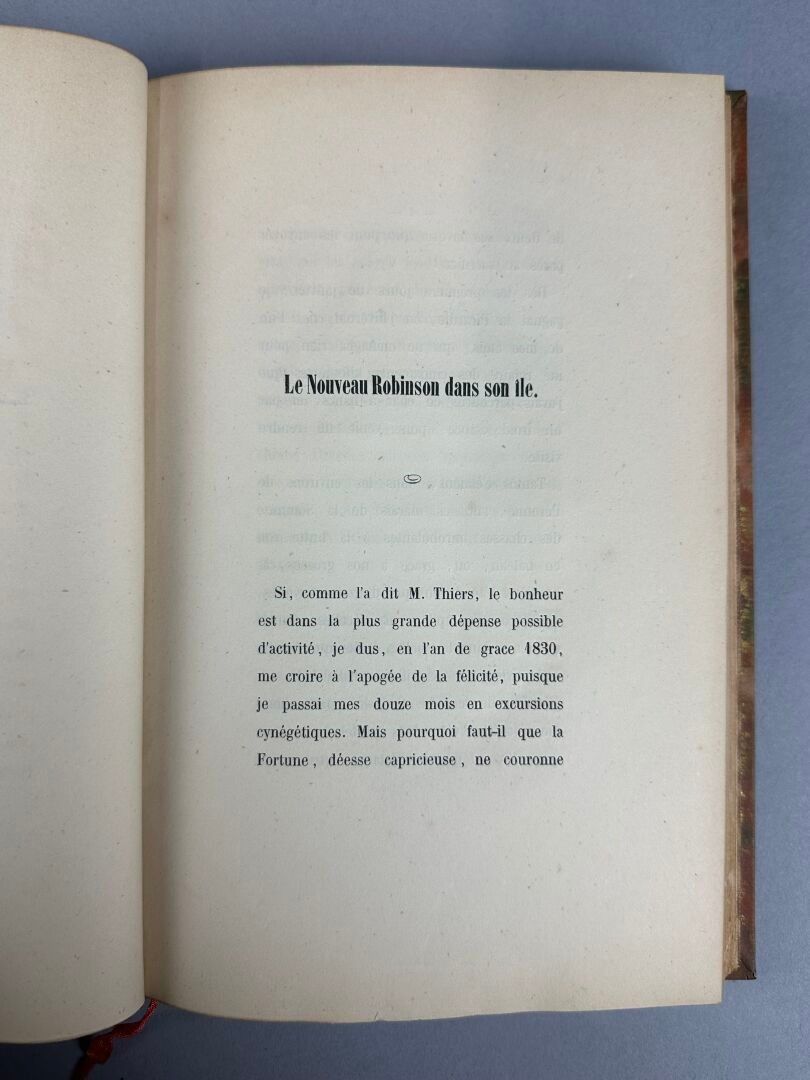 Le Nouveau Robinson dans son île.
Si, comme l'a dit M. Thiers, le bonheur
est dans la plus grande dépense possible
d'activité, je dus, en l'an de grace 1830,
me croire à l'apogée de la félicité, puisque
je passai mes douze mois en excursions
cynégétiques. Mais pourquoi faut-il que la
Fortune, déesse capricieuse, ne couronne